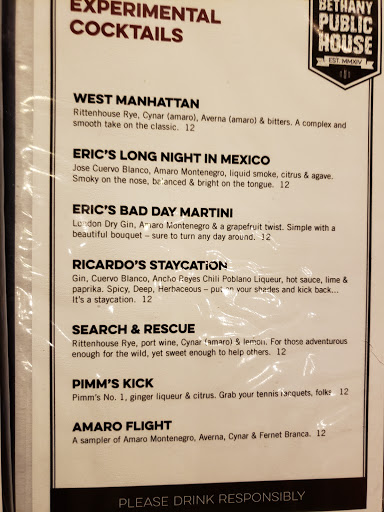 EXPERIMENTAL
COCKTAILS
BETHANY
PUBLIC
HOUSE
EST. MMXIV
WEST MANHATTAN
Rittenhouse Rye, Cynar (amaro), Averna (amaro) & bitters. A complex and
smooth take on the classic. 12
ERIC'S LONG NIGHT IN MEXICO
Jose Cuervo Blanco, Amaro Montenegro, liquid smoke, citrus & agave.
Smoky on the nose, balanced & bright on the tongue. 12
ERIC'S BAD DAY MARTINI
London Dry Gin, Amaro Montenegro & a grapefruit twist. Simple with a
beautiful bouquet – sure to turn any day around. 12
RICARDO'S STAYCATION
Gin, Cuervo Blanco, Ancho Reyes Chili Poblano Liqueur, hot sauce, lime &
paprika. Spicy, Deep, Herbaceous – put on your shades and kick back...
It's a staycation. 12
SEARCH & RESCUE
Rittenhouse Rye, port wine, Cynar (amaro) & lemon. For those adventurous
enough for the wild, yet sweet enough to help others. 12
PIMM'S KICK
Pimm's No. 1, ginger liqueur & citrus. Grab your tennis racquets, folks. 12
AMARO FLIGHT
A sampler of Amaro Montenegro, Averna, Cynar & Fernet Branca. 12
PLEASE DRINK RESPONSIBLY